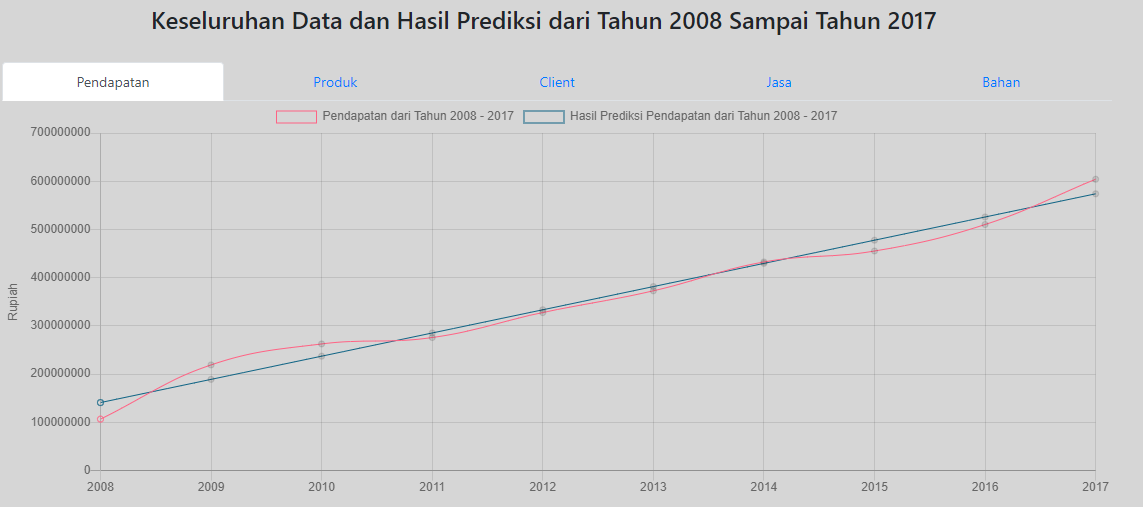 Keseluruhan Data dan Hasil Prediksi dari Tahun 2008 Sampai Tahun 2017
Pendapatan Produk Client Jasa Bahan
Pendapatan dari Tahun 2008 - 2017 Hasil Prediksi Pendapatan dari Tahun 2008 - 2017
700000000
600000000
500000000
400000000
300000000
200000000
100000000
0
Rupiah
2008 2009 2010 2011 2012 2013 2014 2015 2016 2017